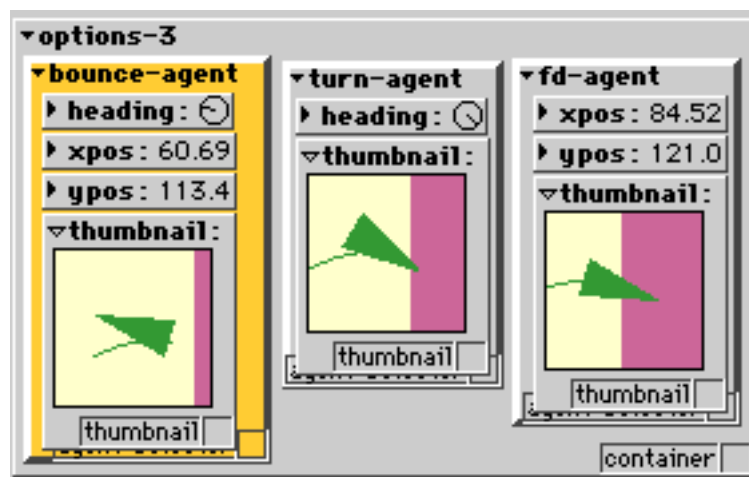 options-3
bounce-agent
heading:
xpos: 60.69
ypos: 113.4
thumbnail:
thumbnail
turn-agent
heading:
thumbnail:
thumbnail
fd-agent
xpos: 84.52
ypos: 121.0
thumbnail:
thumbnail
container